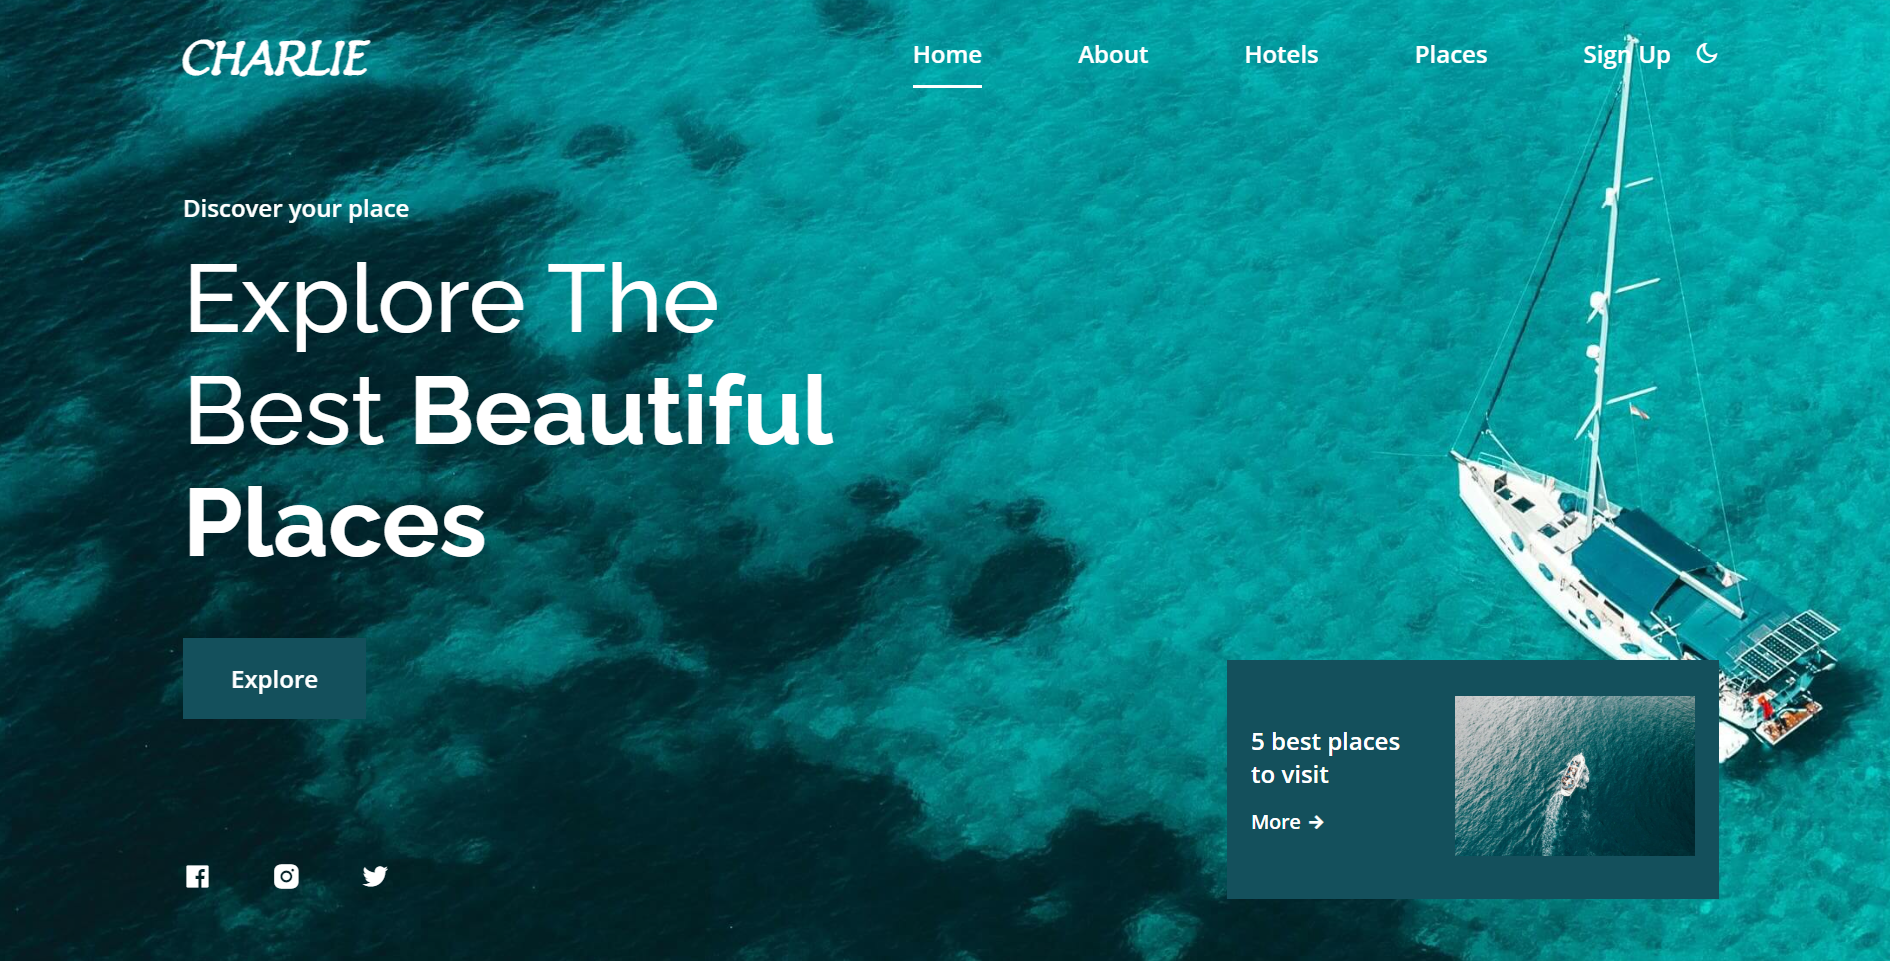 CHARLIE
Home
About
Hotels
Places
Sign Up
Discover your place
Explore The
Best Beautiful
Places
Explore
5 best places
to visit
More